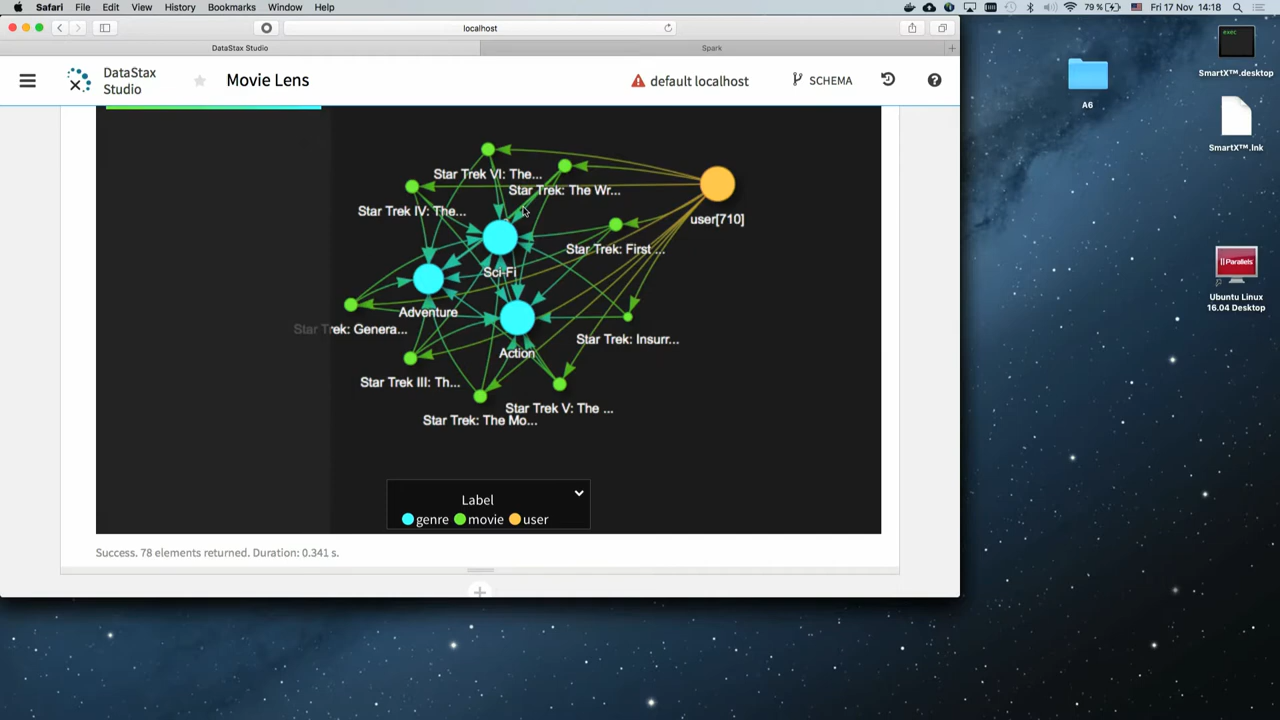 Safari File Edit View History Bookmarks Window Help 79 % Fri 17 Nov 14:18
localhost
DataStax Studio Spark
DataStax
Studio
Movie Lens
default localhost
SCHEMA
Star Trek VI: The...
Star Trek: The Wr...
Star Trek IV: The...
user[710]
Star Trek: First ...
Sci-Fi
Adventure
Star Trek: Genera...
Star Trek: Insurr...
Action
Star Trek III: Th...
Star Trek V: The ...
Star Trek: The Mo...
Label
genre movie user
Success. 78 elements returned. Duration: 0.341 s.
exec
SmartX™.desktop
A6
SmartX™.lnk
Parallels
Ubuntu Linux
16.04 Desktop